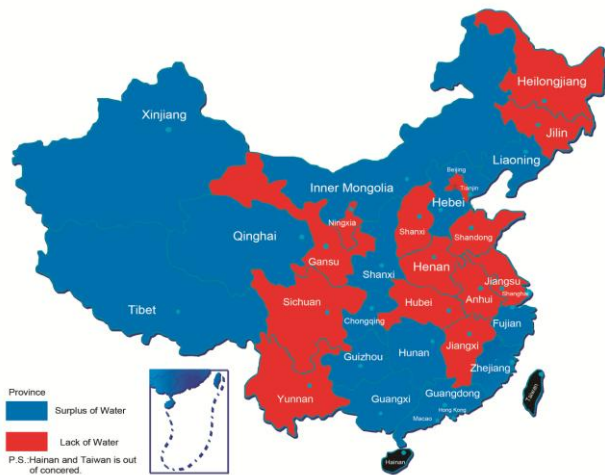 Heilongjiang
Xinjiang
Jilin
Liaoning
Beijing
Inner Mongolia
Tianjin
Hebei
Ningxia
Shanxi
Shandong
Qinghai
Gansu
Henan
Shanxi
Jiangsu
Sichuan
Shanghai
Hubei
Anhui
Tibet
Chongqing
Fujian
Jiangxi
Hunan
Guizhou
Zhejiang
Yunnan
Guangdong
Taiwan
Guangxi
Hong Kong
Macao
Hainan
Province
Surplus of Water
Lack of Water
P.S.:Hainan and Taiwan is out
of concered.